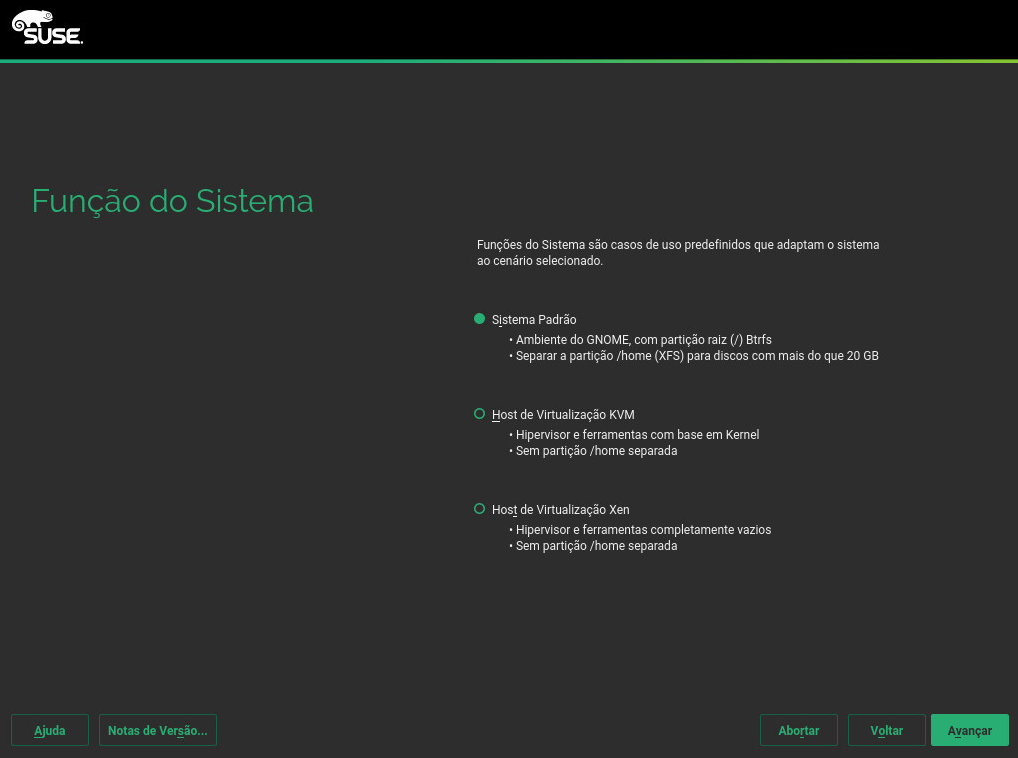 SUSE.
Função do Sistema
Funções do Sistema são casos de uso predefinidos que adaptam o sistema
ao cenário selecionado.
Sistema Padrão
• Ambiente do GNOME, com partição raiz (/) Btrfs
• Separar a partição /home (XFS) para discos com mais do que 20 GB
Host de Virtualização KVM
• Hipervisor e ferramentas com base em Kernel
• Sem partição /home separada
Host de Virtualização Xen
• Hipervisor e ferramentas completamente vazios
• Sem partição /home separada
Ajuda
Notas de Versão...
Abortar
Voltar
Avançar